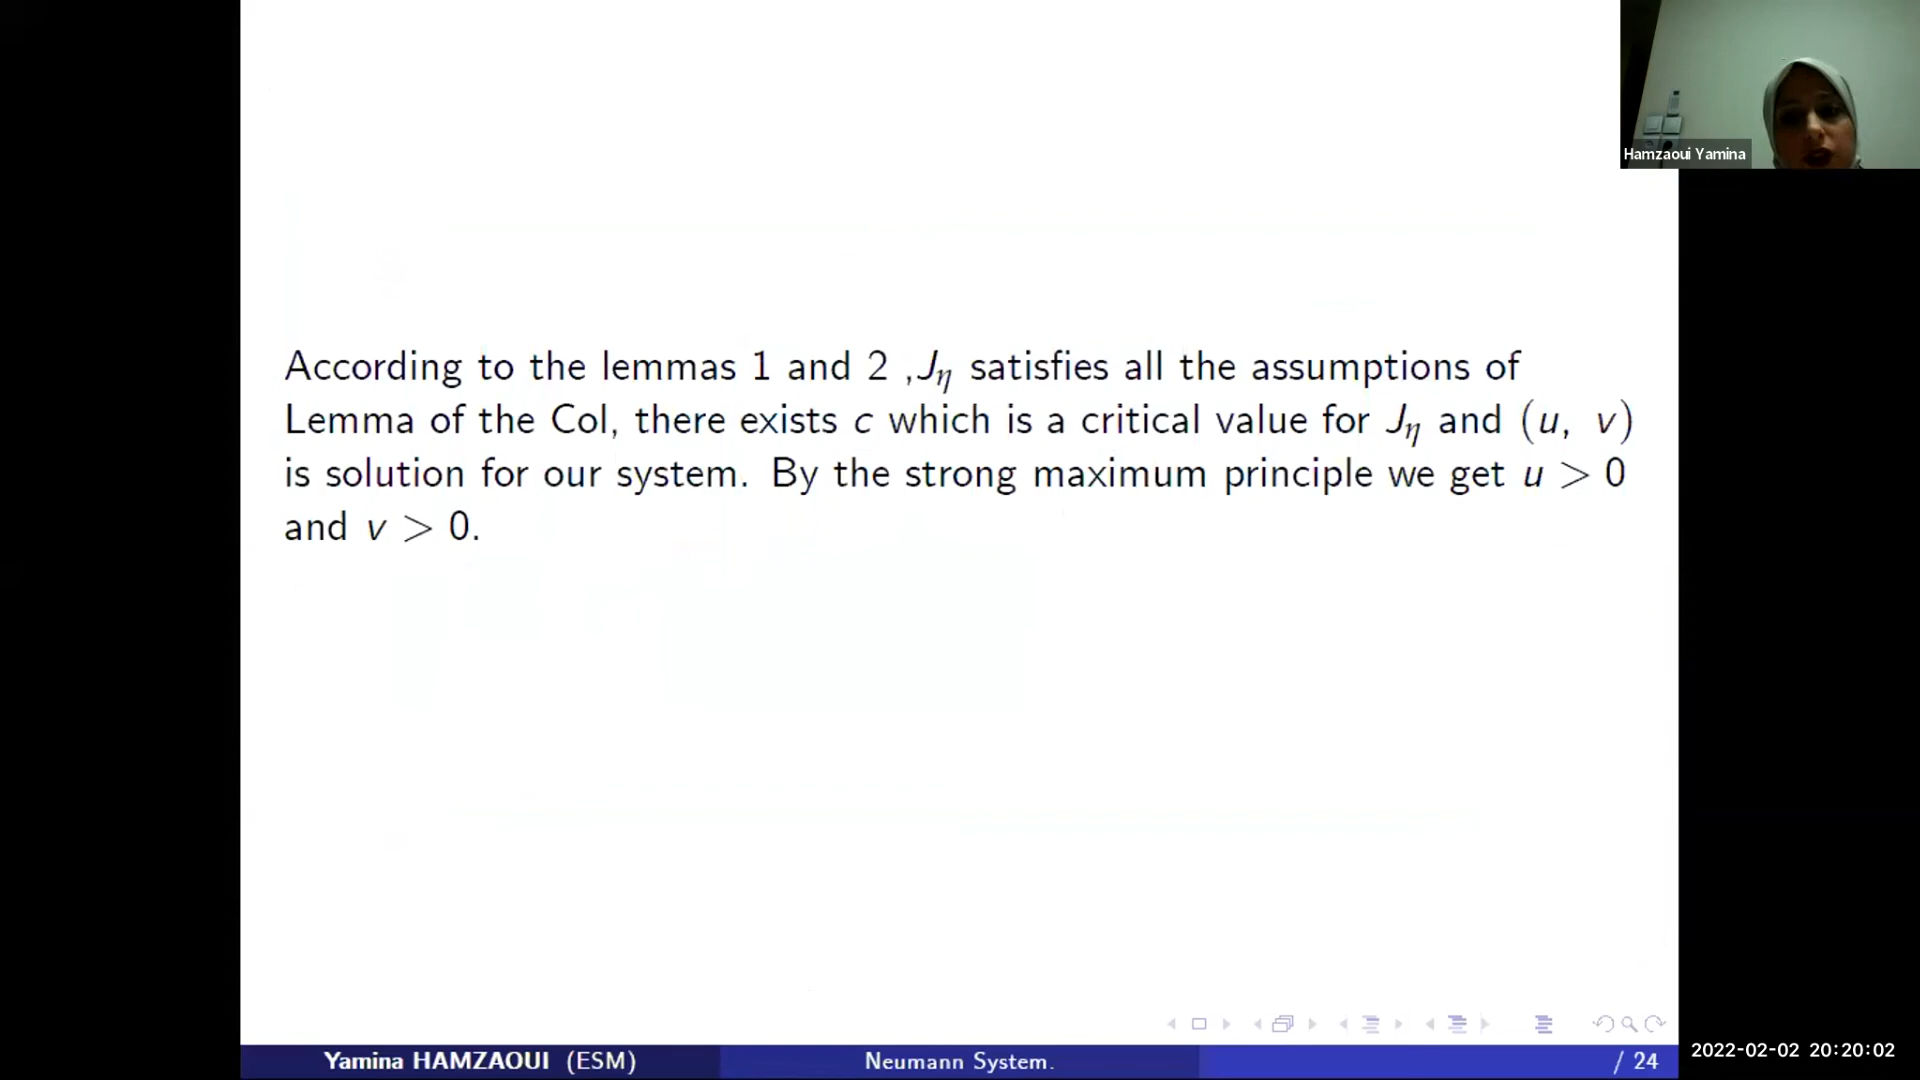 Hamzaoui Yamina
According to the lemmas 1 and 2 ,Jη satisfies all the assumptions of
Lemma of the Col, there exists c which is a critical value for Jη and (u, v)
is solution for our system. By the strong maximum principle we get u > 0
and v > 0.
Yamina HAMZAOUI (ESM) Neumann System. / 24
2022-02-02 20:20:02